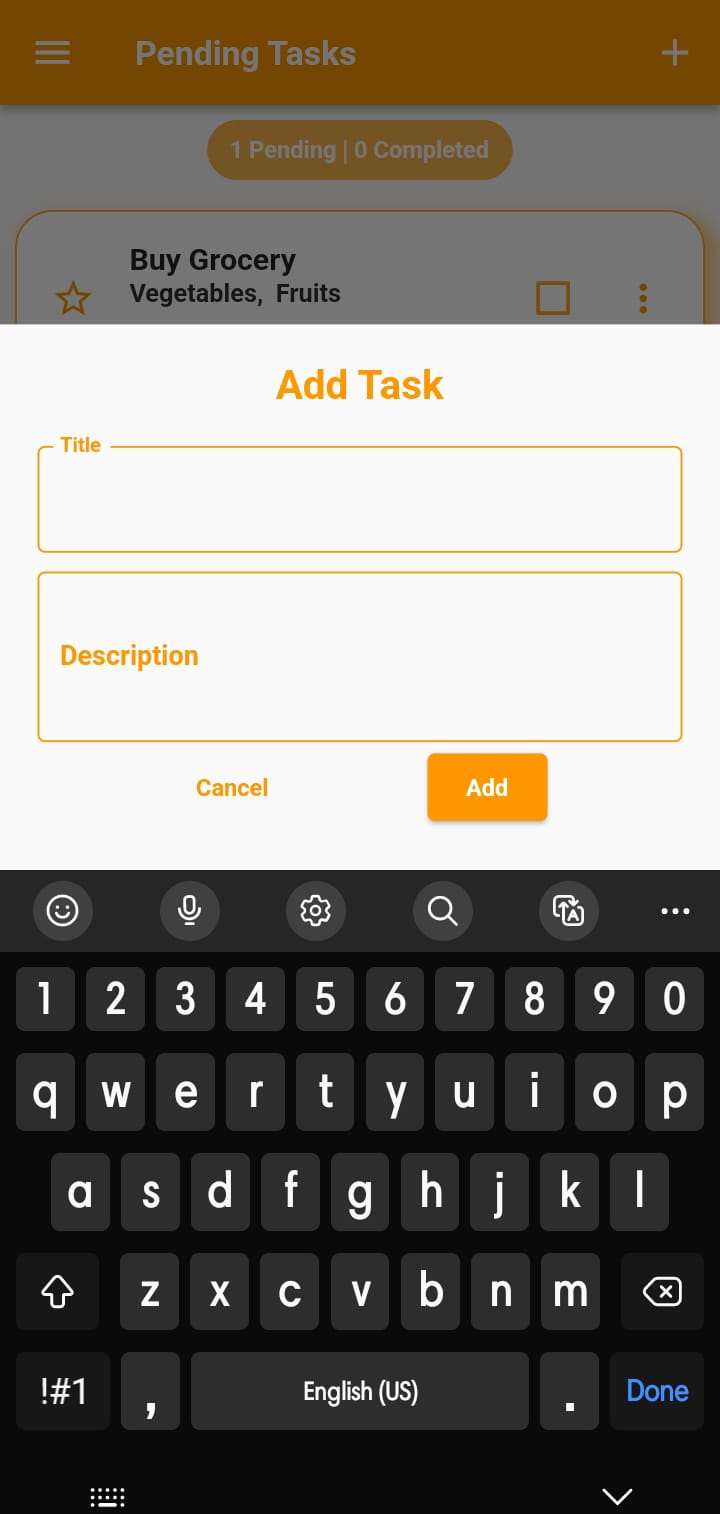 Pending Tasks
1 Pending | 0 Completed
Buy Grocery
Vegetables,  Fruits
Add Task
Title
Description
Cancel Add
1 2 3 4 5 6 7 8 9 0
q w e r t y u i o p
a s d f g h j k l
z x c v b n m
!#1 , English (US) . Done